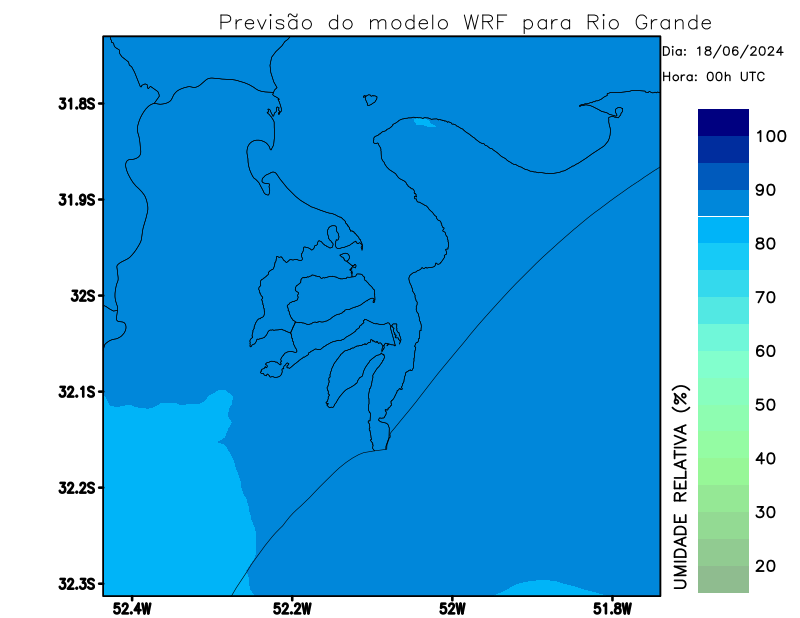 Previsão do modelo WRF para Rio Grande
Dia: 18/06/2024
Hora: 00h UTC
31.8S
31.9S
32S
32.1S
32.2S
32.3S
52.4W
52.2W
52W
51.8W
UMIDADE RELATIVA (%)
100
90
80
70
60
50
40
30
20